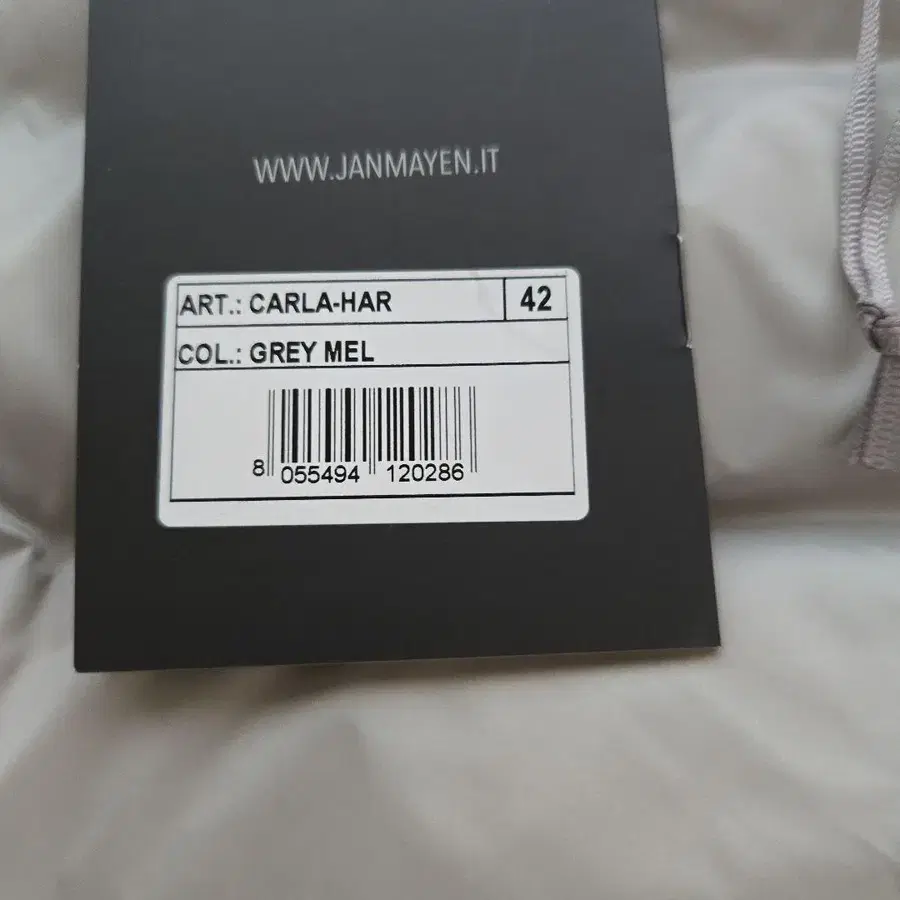 WWW.JANMAYEN.IT
ART.: CARLA-HAR 42
COL.: GREY MEL
8 055494 120286